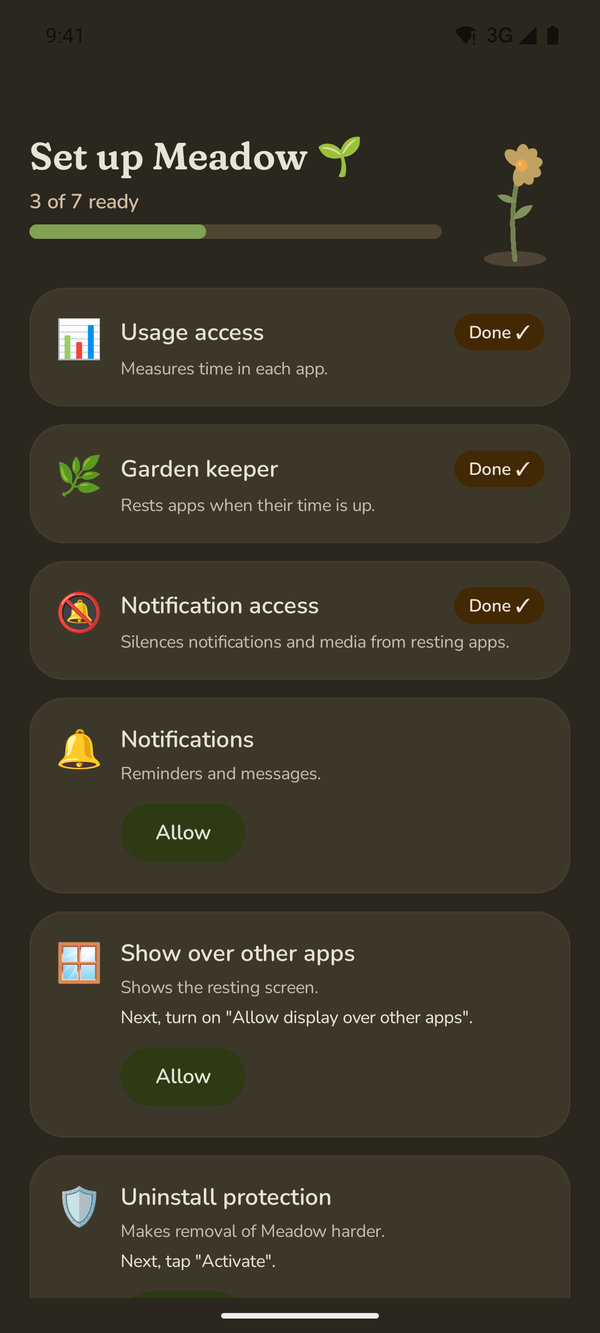 9:41
3G
Set up Meadow 🌱
3 of 7 ready
Usage access
Done ✓
Measures time in each app.
Garden keeper
Done ✓
Rests apps when their time is up.
Notification access
Done ✓
Silences notifications and media from resting apps.
Notifications
Reminders and messages.
Allow
Show over other apps
Shows the resting screen.
Next, turn on "Allow display over other apps".
Allow
Uninstall protection
Makes removal of Meadow harder.
Next, tap "Activate".